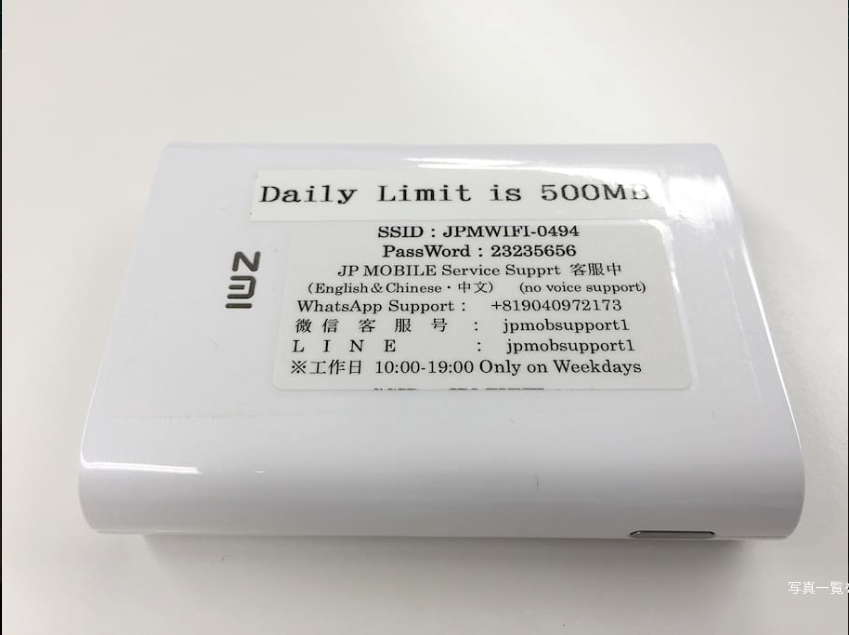 Daily Limit is 500MB
SSID : JPMWIFI-0494
PassWord : 23235656
JP MOBILE Service Supprt 客服中
(English&Chinese・中文) (no voice support)
WhatsApp Support : +819040972173
微 信 客 服 号 : jpmobsupport1
L I N E : jpmobsupport1
※工作日 10:00-19:00 Only on Weekdays
ZMI
写真一覧